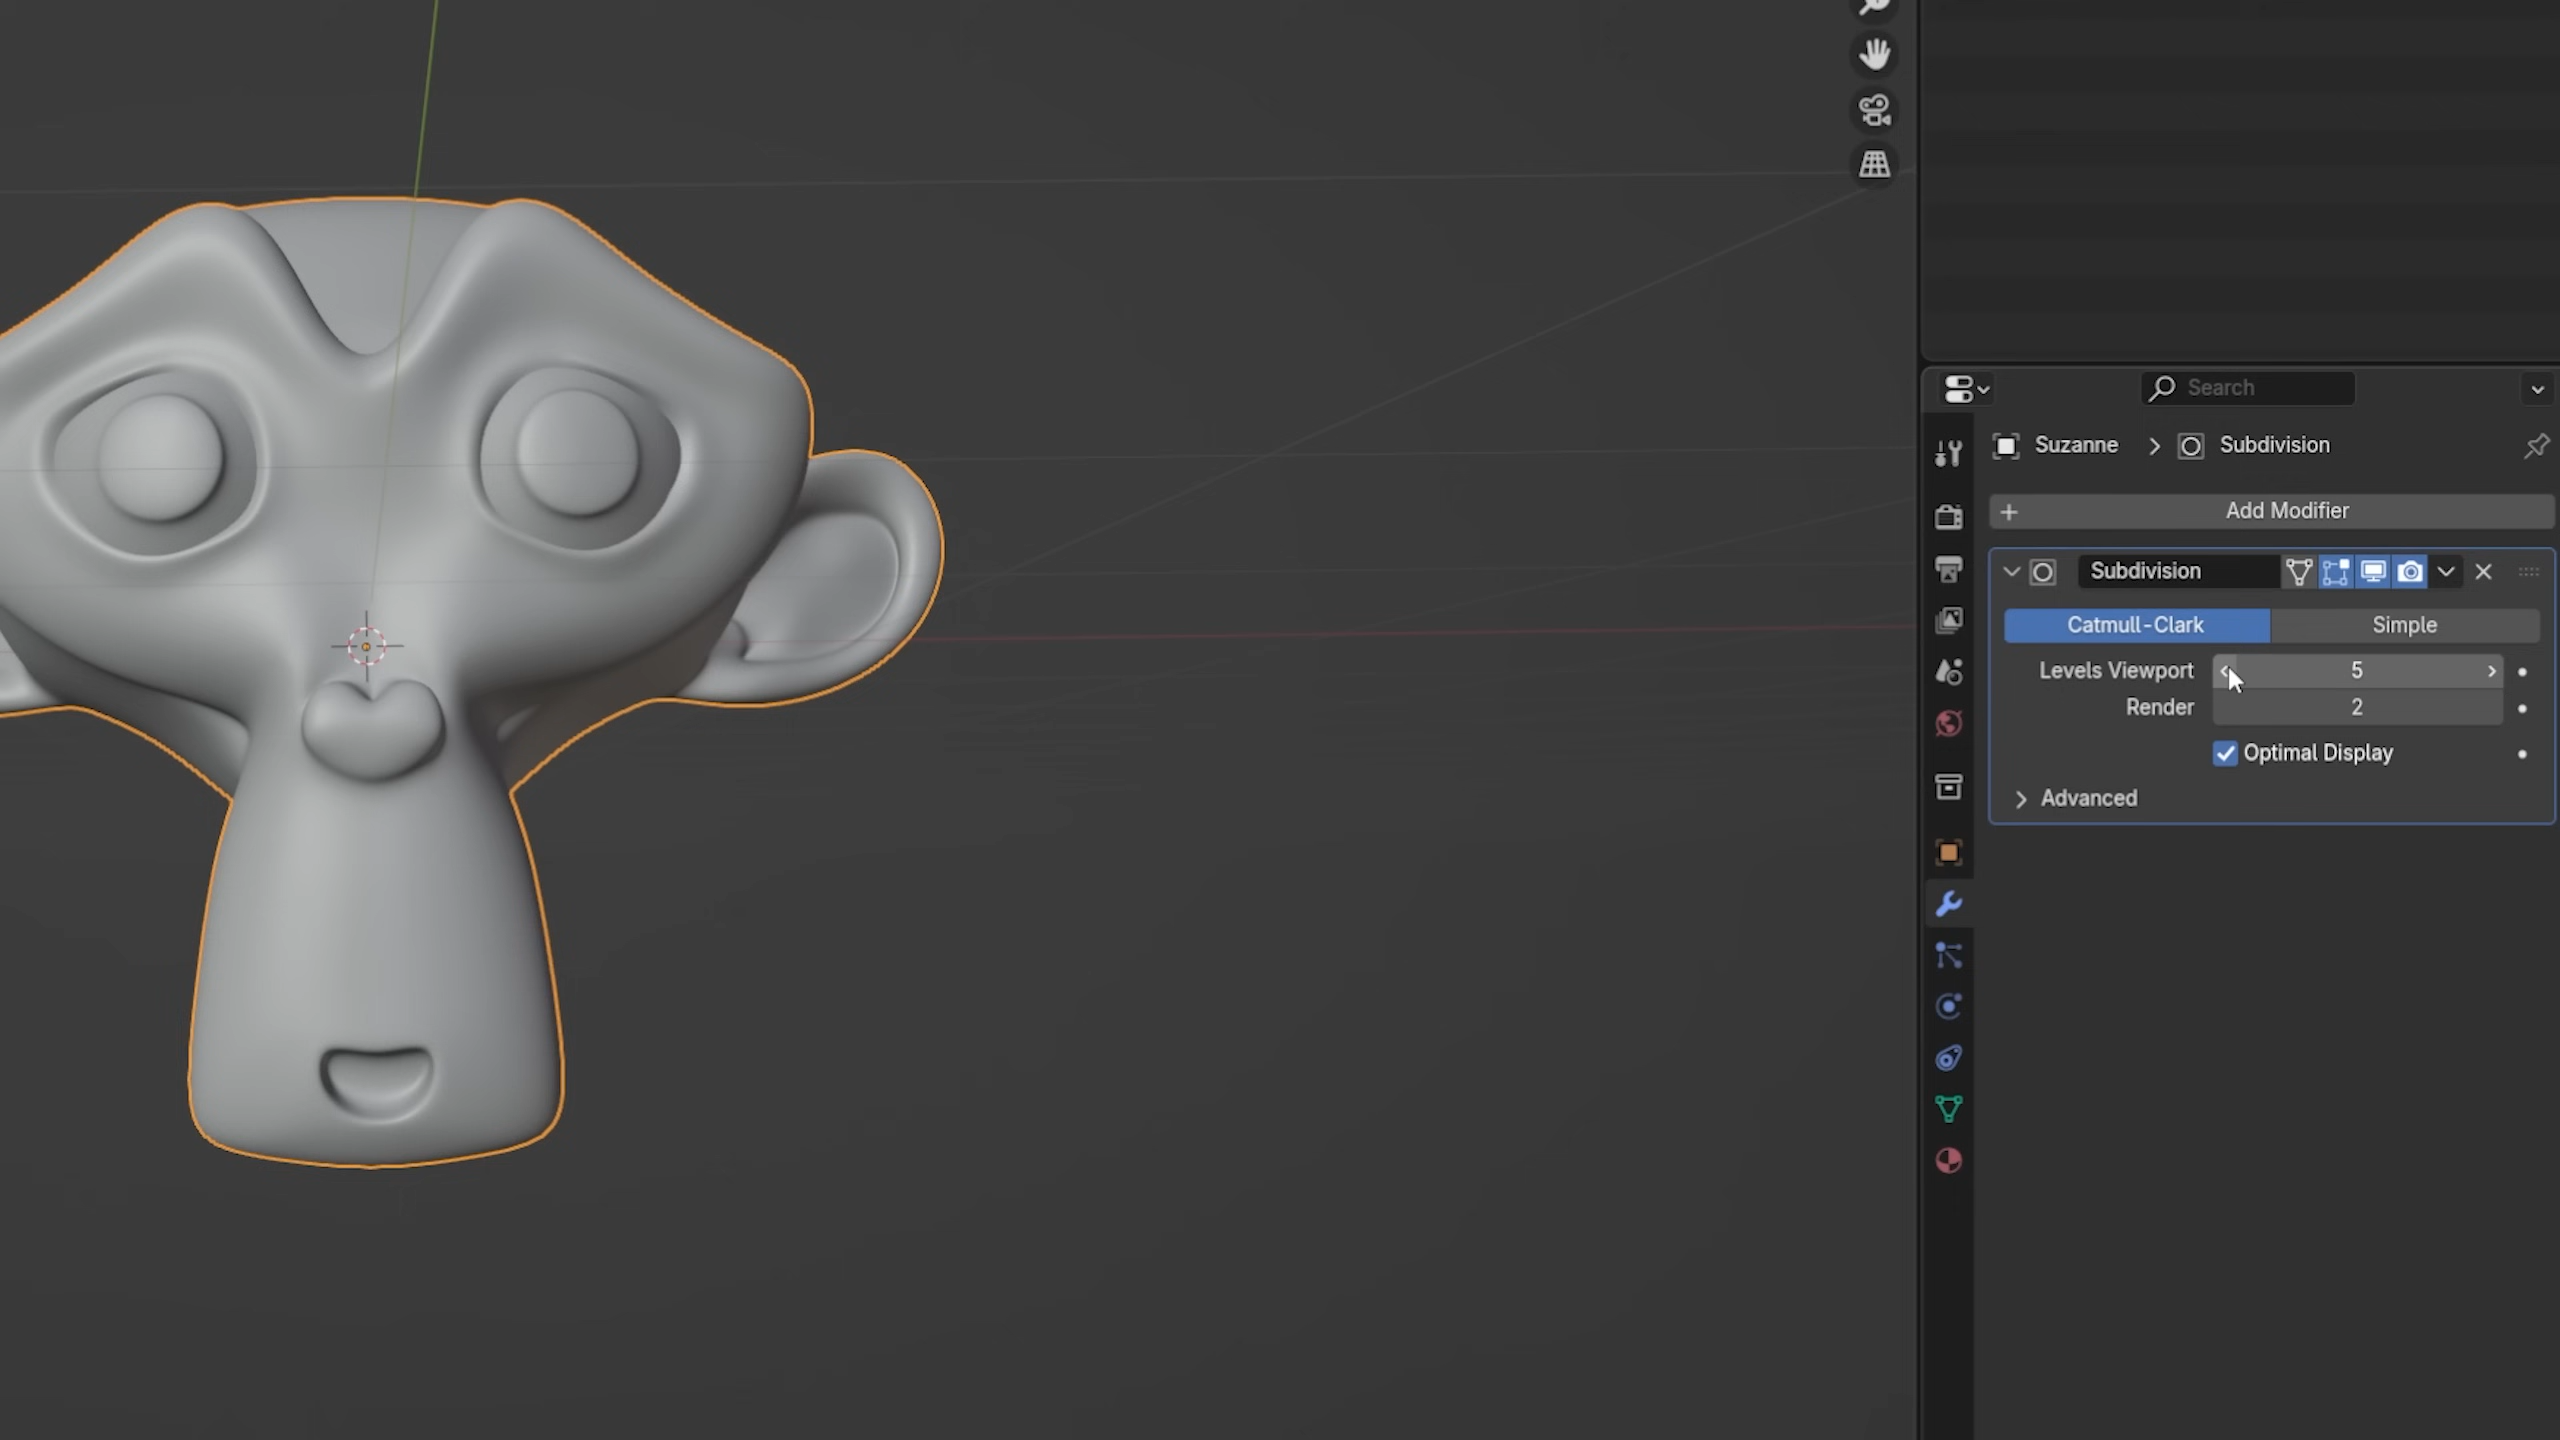 Search
Suzanne > Subdivision
+ Add Modifier
Subdivision
Catmull-Clark Simple
Levels Viewport 5
Render 2
Optimal Display
Advanced